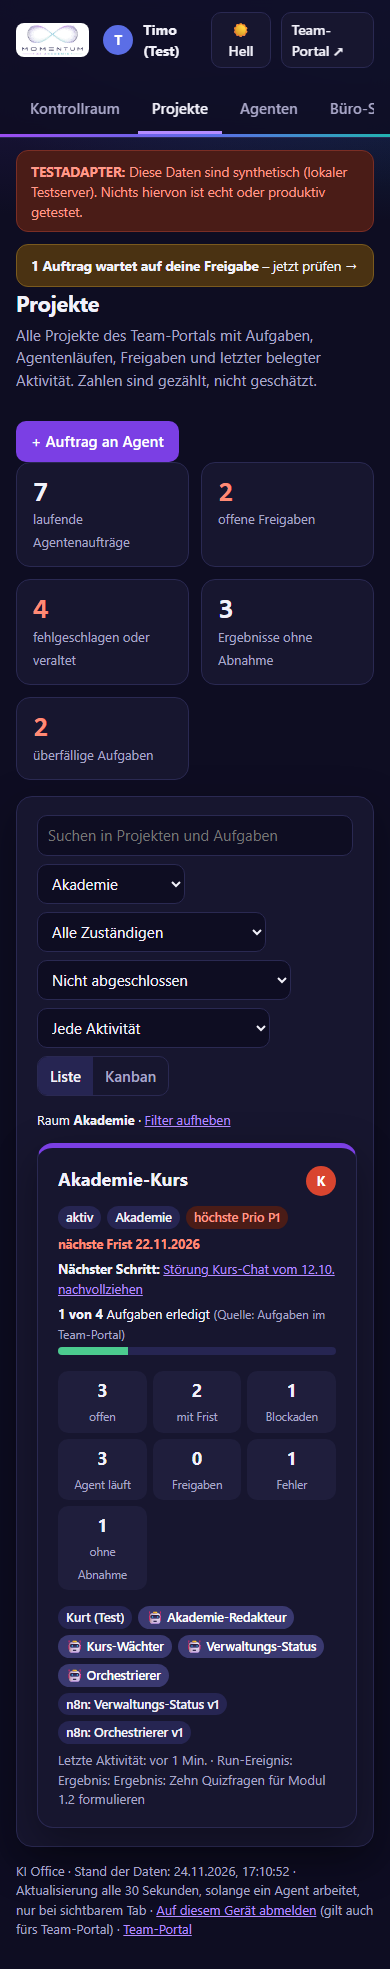 MOMENTUM
T
Timo
(Test)
Hell
Team-
Portal ↗
Kontrollraum Projekte Agenten Büro-S
TESTADAPTER: Diese Daten sind synthetisch (lokaler
Testserver). Nichts hiervon ist echt oder produktiv
getestet.
1 Auftrag wartet auf deine Freigabe – jetzt prüfen →
Projekte
Alle Projekte des Team-Portals mit Aufgaben,
Agentenläufen, Freigaben und letzter belegter
Aktivität. Zahlen sind gezählt, nicht geschätzt.
+ Auftrag an Agent
7
laufende
Agentenaufträge
2
offene Freigaben
4
fehlgeschlagen oder
veraltet
3
Ergebnisse ohne
Abnahme
2
überfällige Aufgaben
Suchen in Projekten und Aufgaben
Akademie
Alle Zuständigen
Nicht abgeschlossen
Jede Aktivität
Liste Kanban
Raum Akademie · Filter aufheben
Akademie-Kurs
K
aktiv Akademie höchste Prio P1
nächste Frist 22.11.2026
Nächster Schritt: Störung Kurs-Chat vom 12.10.
nachvollziehen
1 von 4 Aufgaben erledigt (Quelle: Aufgaben im
Team-Portal)
3
offen
2
mit Frist
1
Blockaden
3
Agent läuft
0
Freigaben
1
Fehler
1
ohne
Abnahme
Kurt (Test) Akademie-Redakteur
Kurs-Wächter Verwaltungs-Status
Orchestrierer
n8n: Verwaltungs-Status v1
n8n: Orchestrierer v1
Letzte Aktivität: vor 1 Min. · Run-Ereignis:
Ergebnis: Ergebnis: Zehn Quizfragen für Modul
1.2 formulieren
KI Office · Stand der Daten: 24.11.2026, 17:10:52 ·
Aktualisierung alle 30 Sekunden, solange ein Agent arbeitet,
nur bei sichtbarem Tab · Auf diesem Gerät abmelden (gilt auch
fürs Team-Portal) · Team-Portal